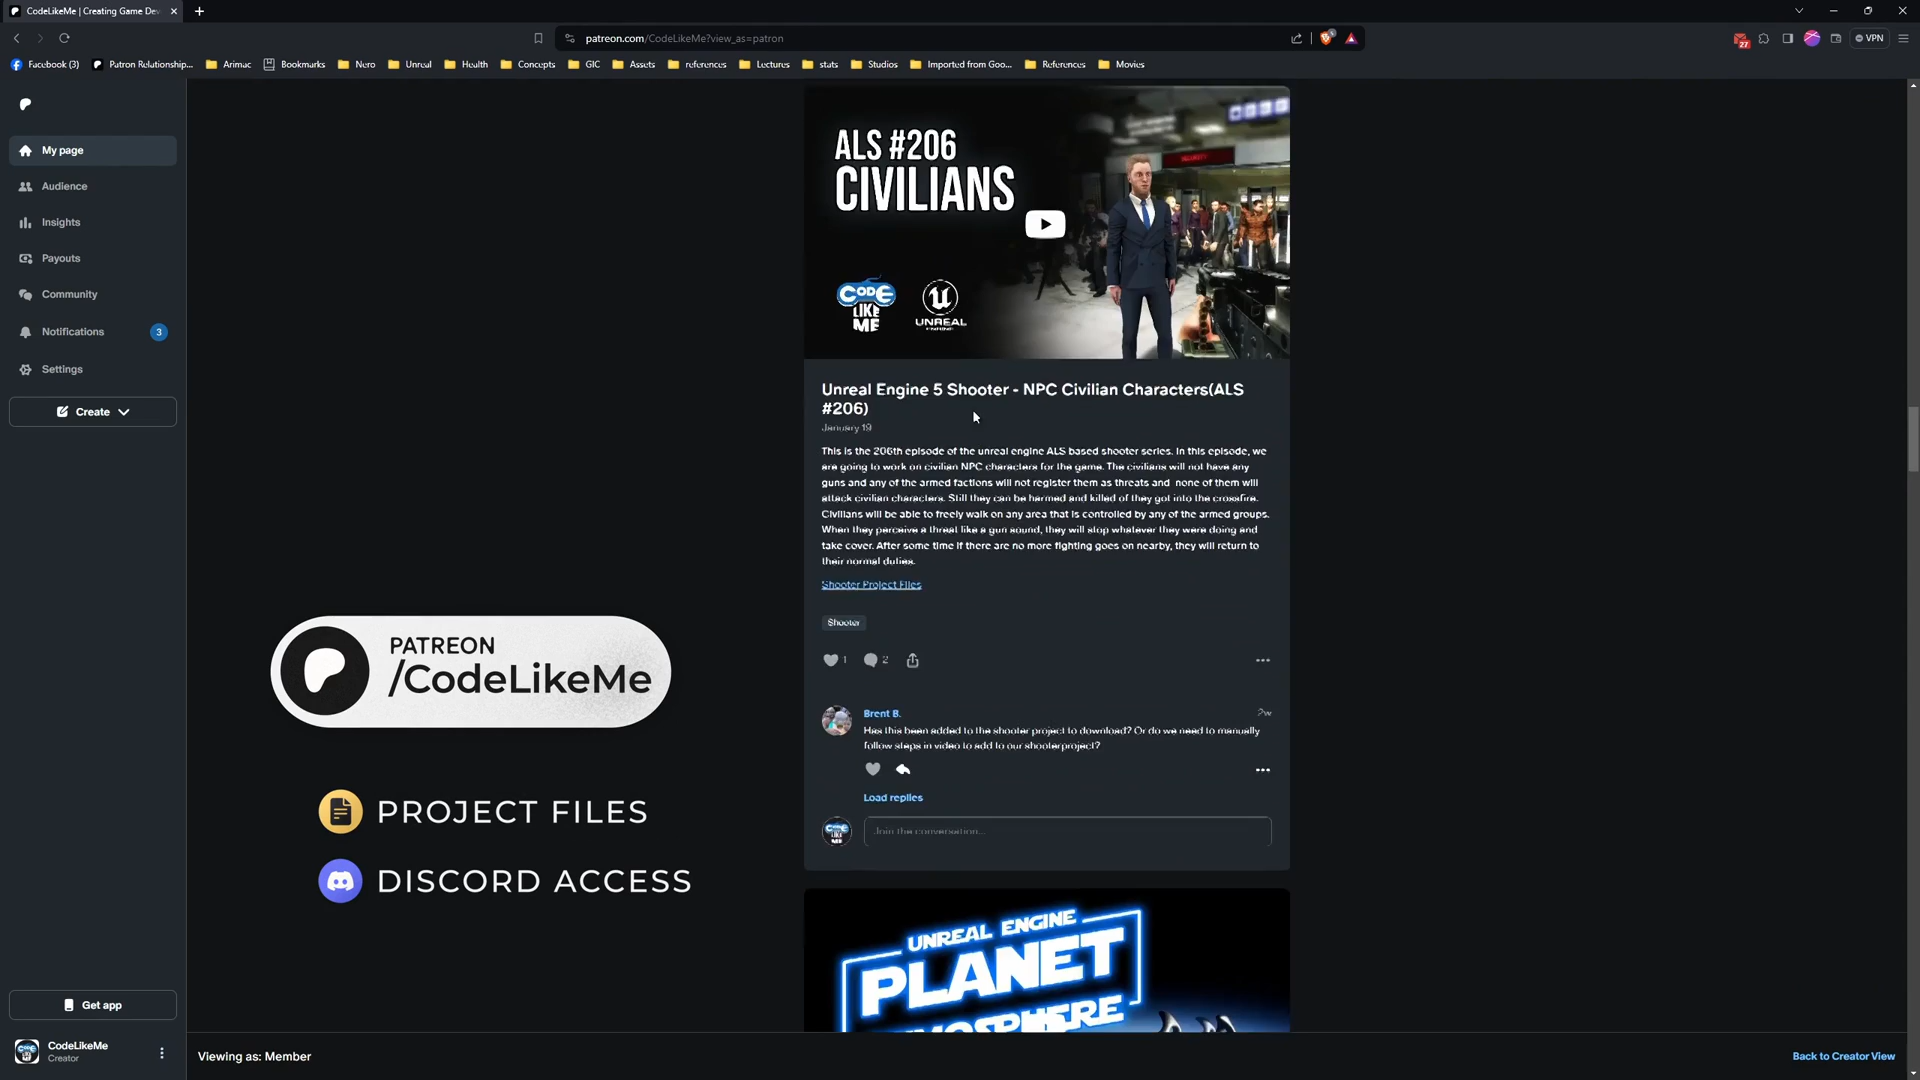 CodeLikeMe | Creating Game Dev
patreon.com/CodeLikeMe?view_as=patron
27
VPN
Facebook (3)
Patron Relationship...
Arimac
Bookmarks
Nero
Unreal
Health
Concepts
GIC
Assets
references
Lectures
stats
Studios
Imported from Goo...
References
Movies
My page
Audience
Insights
Payouts
Community
Notifications
3
Settings
Create
ALS #206
CIVILIANS
SECURITY
CODE
LIKE
ME
UNREAL
ENGINE
Unreal Engine 5 Shooter - NPC Civilian Characters(ALS
#206)
January 19
This is the 206th episode of the unreal engine ALS based shooter series. In this episode, we
are going to work on civilian NPC characters for the game. The civilians will not have any
guns and any of the armed factions will not register them as threats and none of them will
attack civilian characters. Still they can be harmed and killed of they got into the crossfire.
Civilians will be able to freely walk on any area that is controlled by any of the armed groups.
When they perceive a threat like a gun sound, they will stop whatever they were doing and
take cover. After some time if there are no more fighting goes on nearby, they will return to
their normal duties.
Shooter Project Files
Shooter
1
2
Brent B.
2w
Has this been added to the shooter project to download? Or do we need to manually
follow steps in video to add to our shooterproject?
Load replies
Join the conversation...
PATREON
/CodeLikeMe
PROJECT FILES
DISCORD ACCESS
UNREAL ENGINE
PLANET
Get app
CodeLikeMe
Creator
Viewing as: Member
Back to Creator View